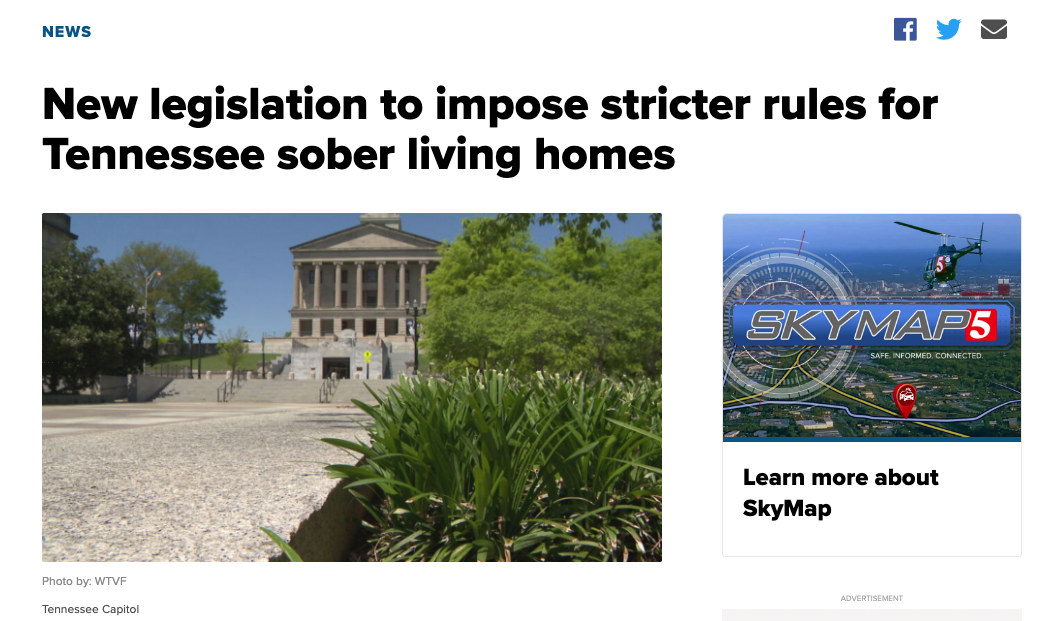 NEWS
New legislation to impose stricter rules for
Tennessee sober living homes
5
SKYMAP5
SAFE. INFORMED. CONNECTED.
Learn more about
SkyMap
Photo by: WTVF
Tennessee Capitol
ADVERTISEMENT